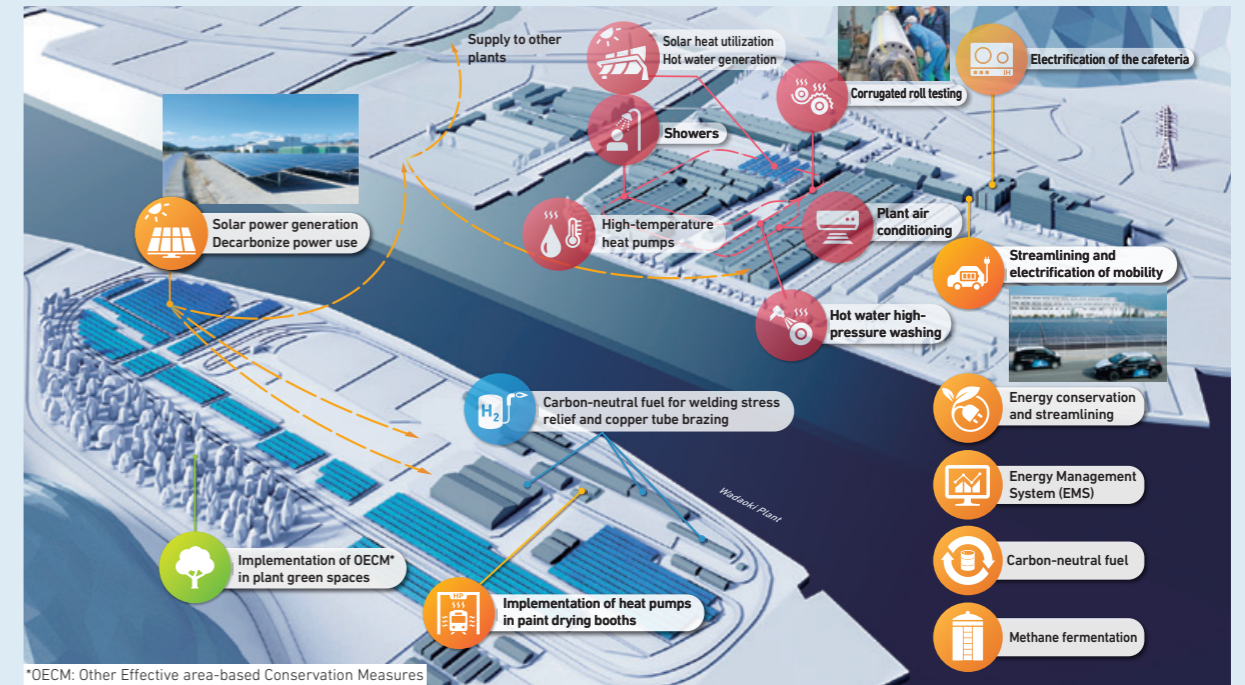 Supply to other
plants
Solar heat utilization
Hot water generation
Corrugated roll testing
IH
Electrification of the cafeteria
Showers
Solar power generation
Decarbonize power use
High-temperature
heat pumps
Plant air
conditioning
Streamlining and
electrification of mobility
Hot water high-
pressure washing
H2
Carbon-neutral fuel for welding stress
relief and copper tube brazing
Energy conservation
and streamlining
Energy Management
System (EMS)
Wadaoki Plant
Implementation of OECM*
in plant green spaces
Carbon-neutral fuel
HP
Implementation of heat pumps
in paint drying booths
Methane fermentation
*OECM: Other Effective area-based Conservation Measures